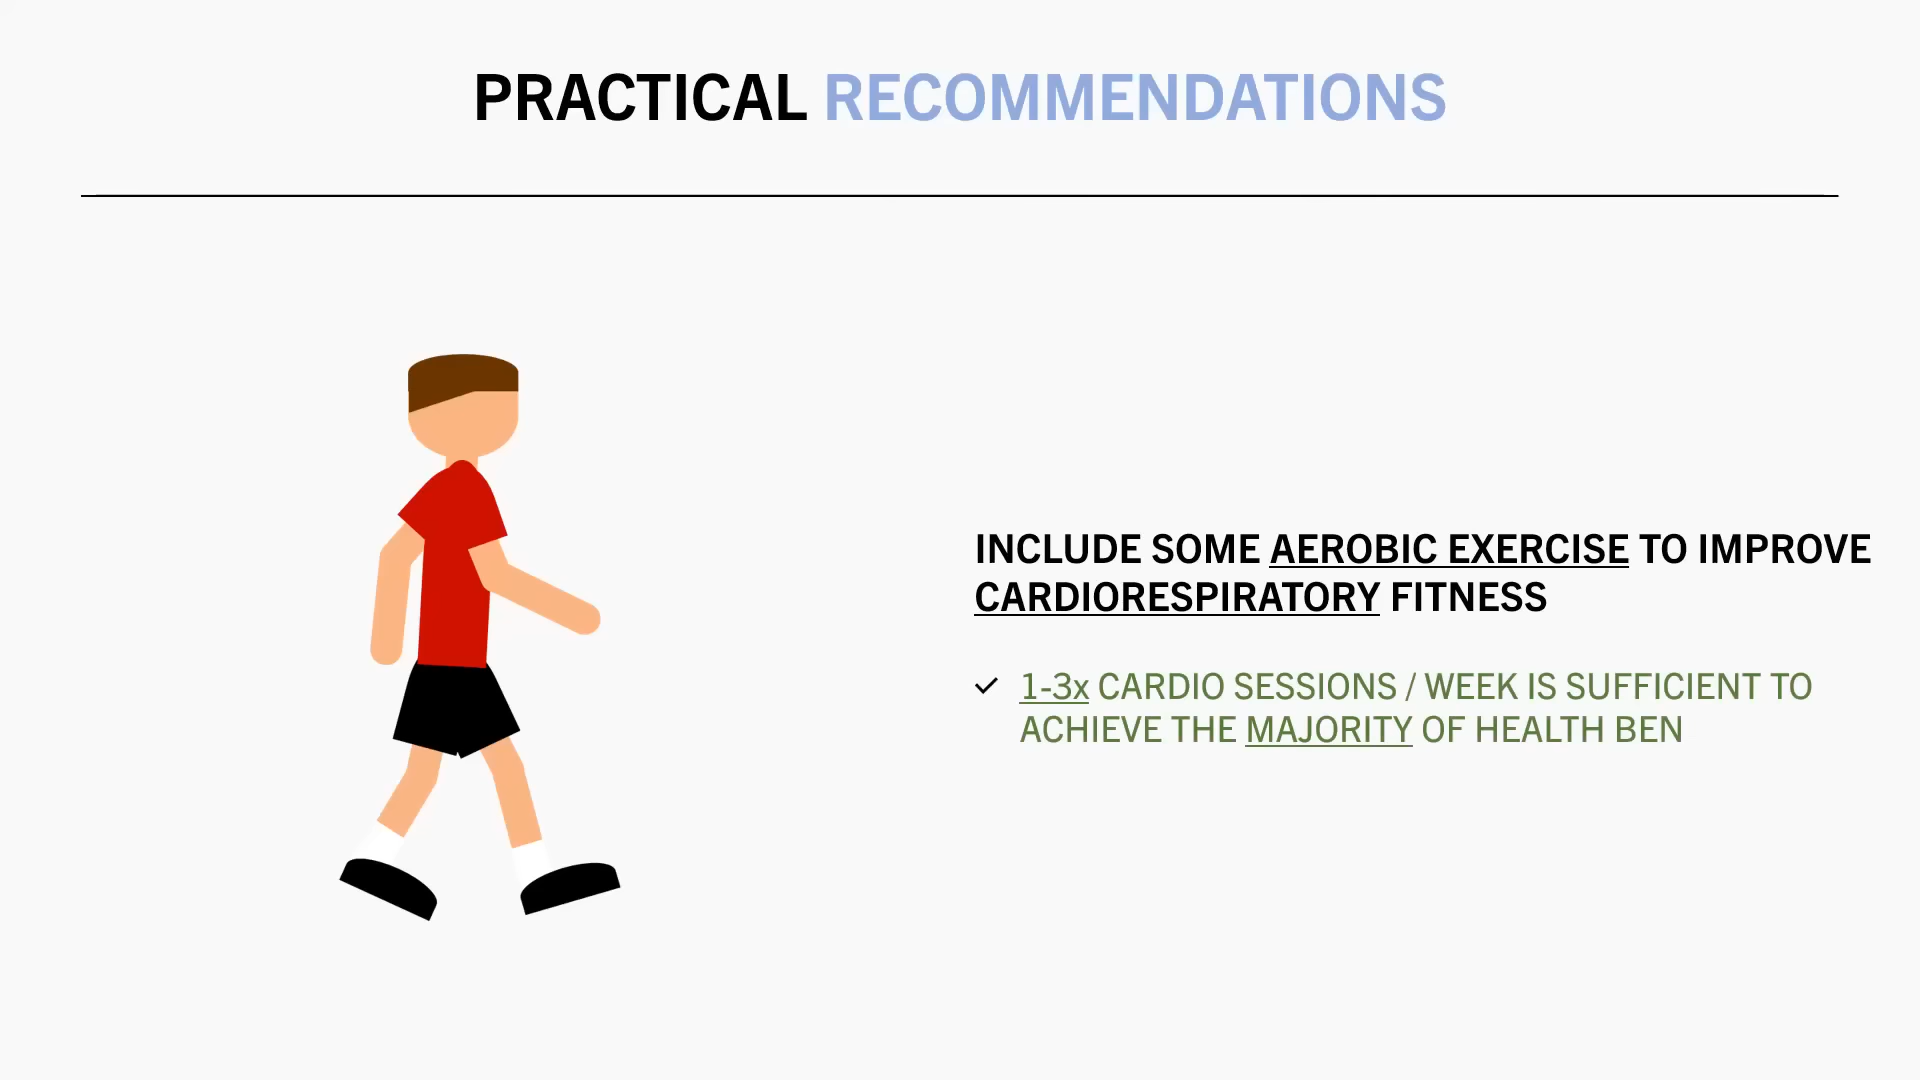 PRACTICAL RECOMMENDATIONS
INCLUDE SOME AEROBIC EXERCISE TO IMPROVE
CARDIORESPIRATORY FITNESS
1-3x CARDIO SESSIONS / WEEK IS SUFFICIENT TO
ACHIEVE THE MAJORITY OF HEALTH BEN